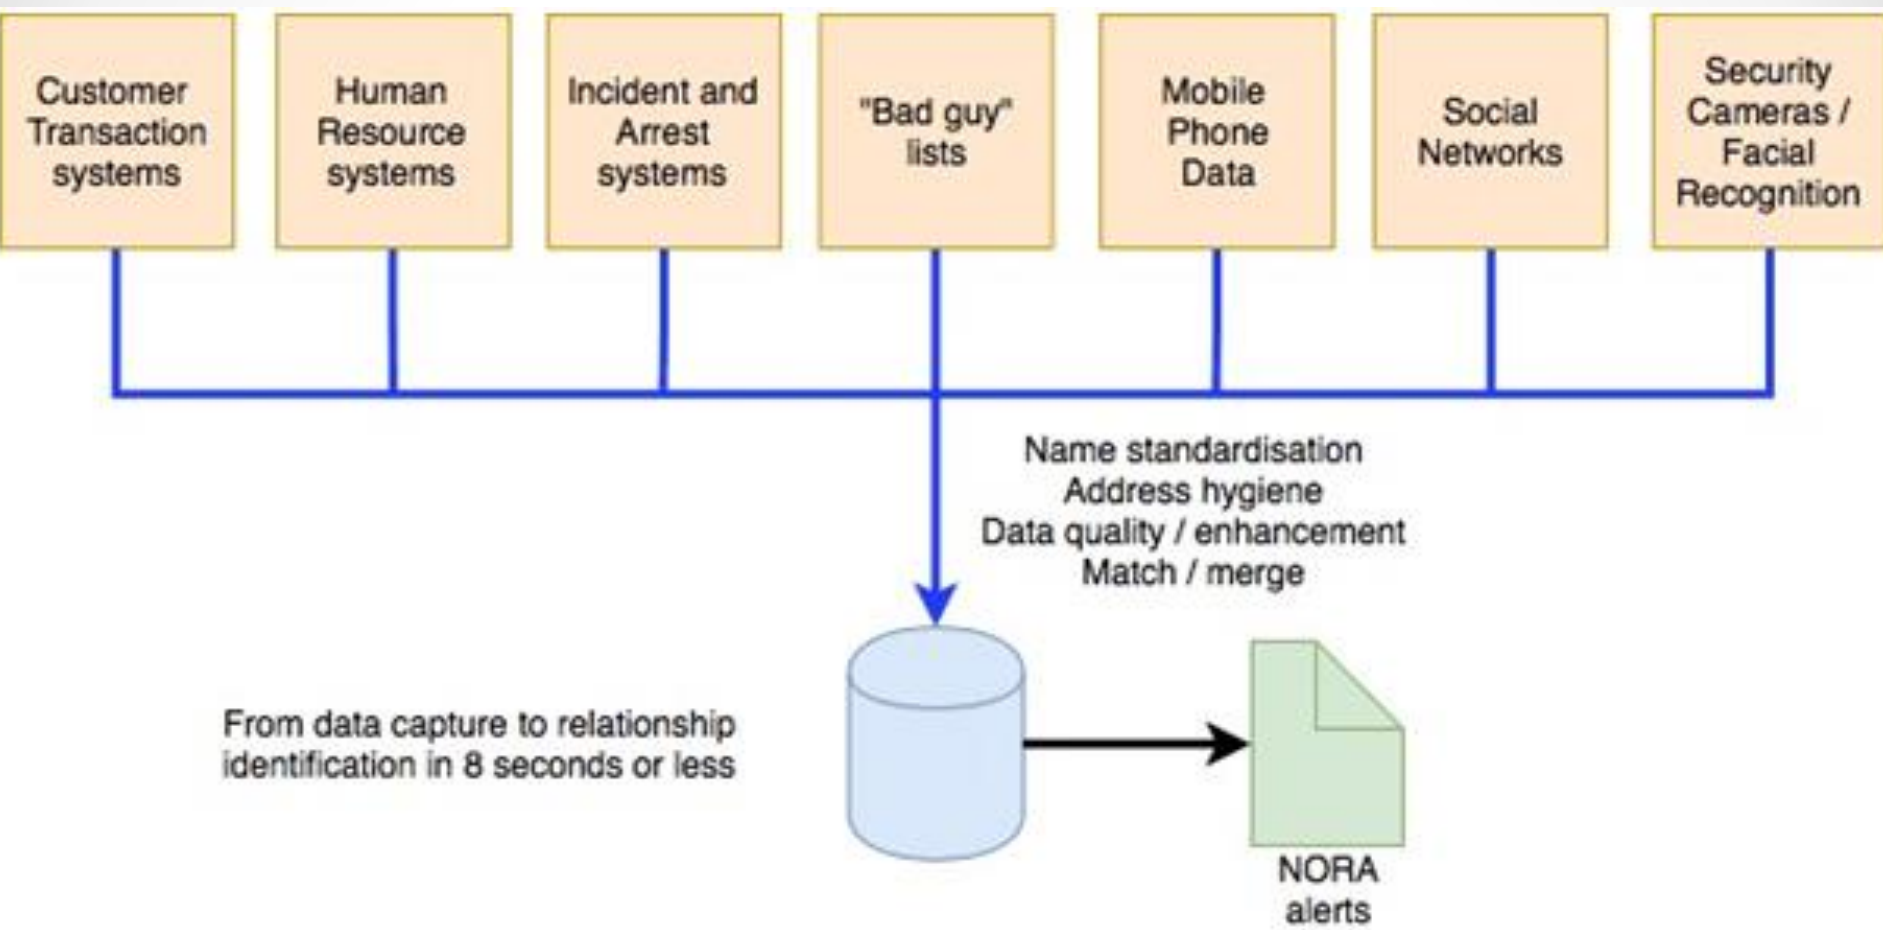 Customer
Transaction
systems
Human
Resource
systems
Incident and
Arrest
systems
"Bad guy"
lists
Mobile
Phone
Data
Social
Networks
Security
Cameras /
Facial
Recognition
Name standardisation
Address hygiene
Data quality / enhancement
Match / merge
From data capture to relationship
identification in 8 seconds or less
NORA
alerts